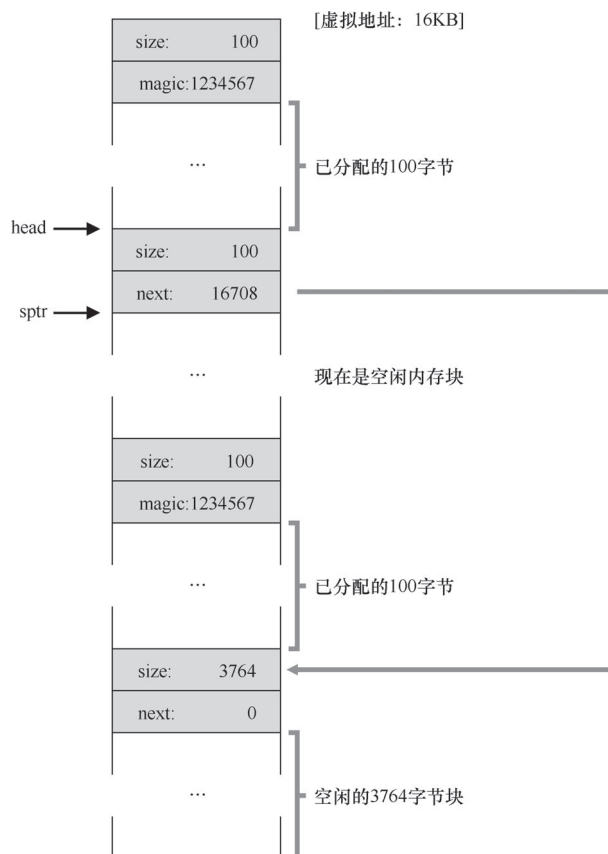 [虚拟地址：16KB]
size: 100
magic:1234567
...
已分配的100字节
head
size: 100
next: 16708
sptr
...
现在是空闲内存块
size: 100
magic:1234567
...
已分配的100字节
size: 3764
next: 0
...
空闲的3764字节块